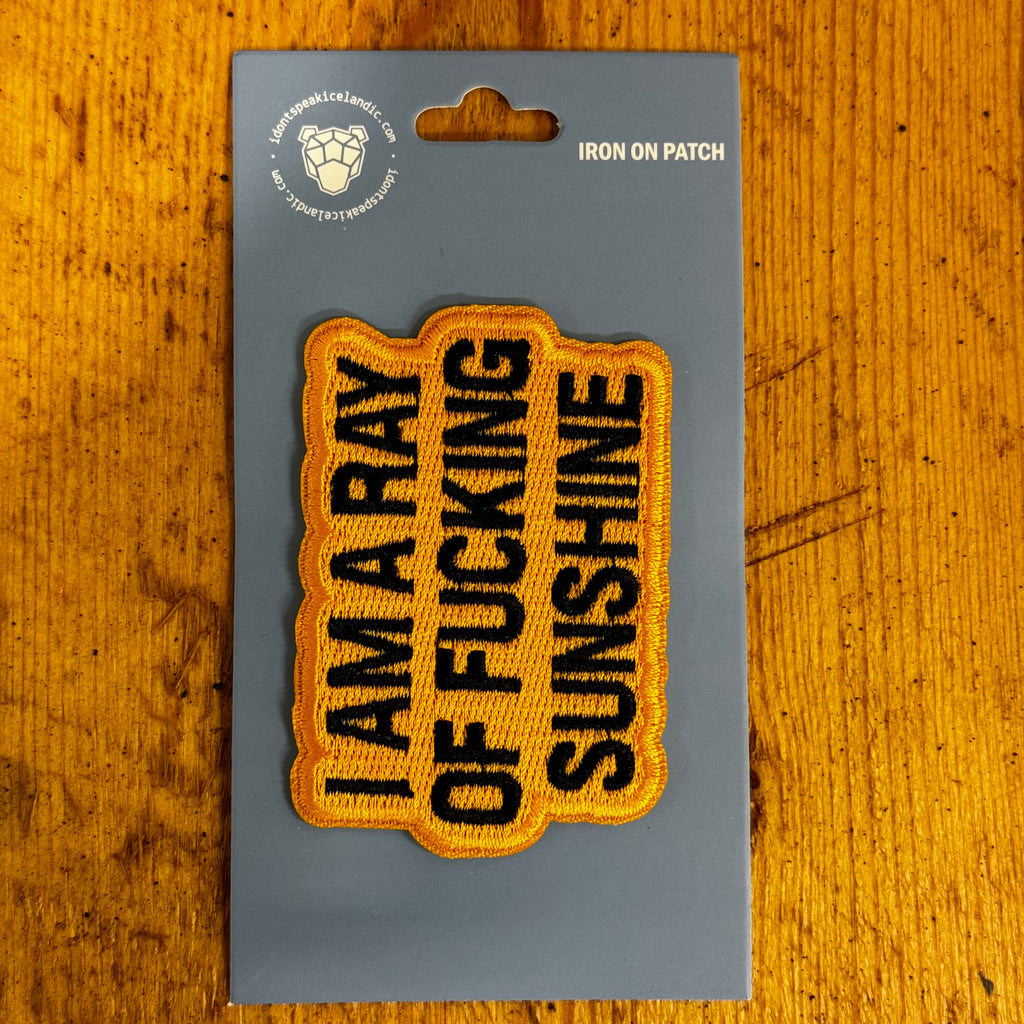 idontspeakicelandic.com · idontspeakicelandic.com ·
IRON ON PATCH
I AM A RAY
OF FUCKING
SUNSHINE